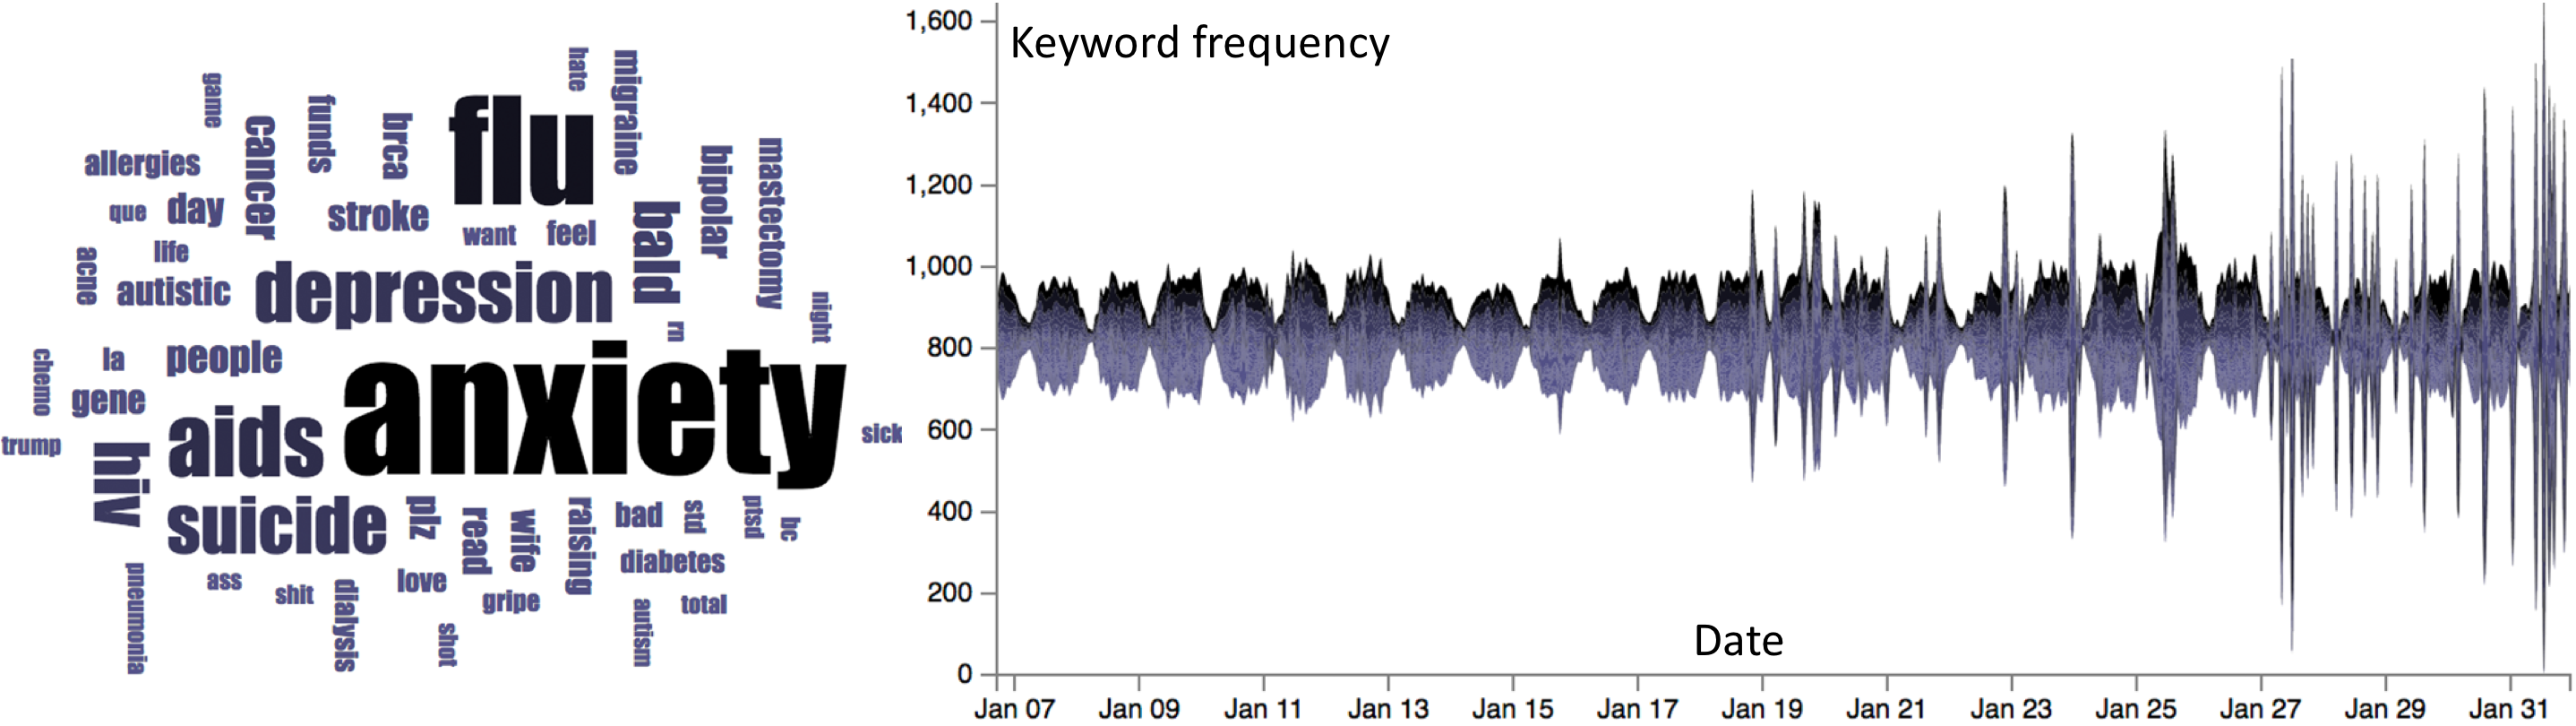 hate
migraine
game
funds
cancer
brca
flu
allergies
bipolar
mastectomy
que
day
stroke
want
feel
bald
life
acne
autistic
depression
night
rn
chemo
la
people
anxiety
gene
aids
trump
sick
hiv
suicide
plz
read
wife
raising
bad
std
ptsd
bc
diabetes
pneumonia
ass
shit
dialysis
love
gripe
autism
total
shot
Keyword frequency
1,600
1,400
1,200
1,000
800
600
400
200
0
Date
Jan 07 Jan 09 Jan 11 Jan 13 Jan 15 Jan 17 Jan 19 Jan 21 Jan 23 Jan 25 Jan 27 Jan 29 Jan 31